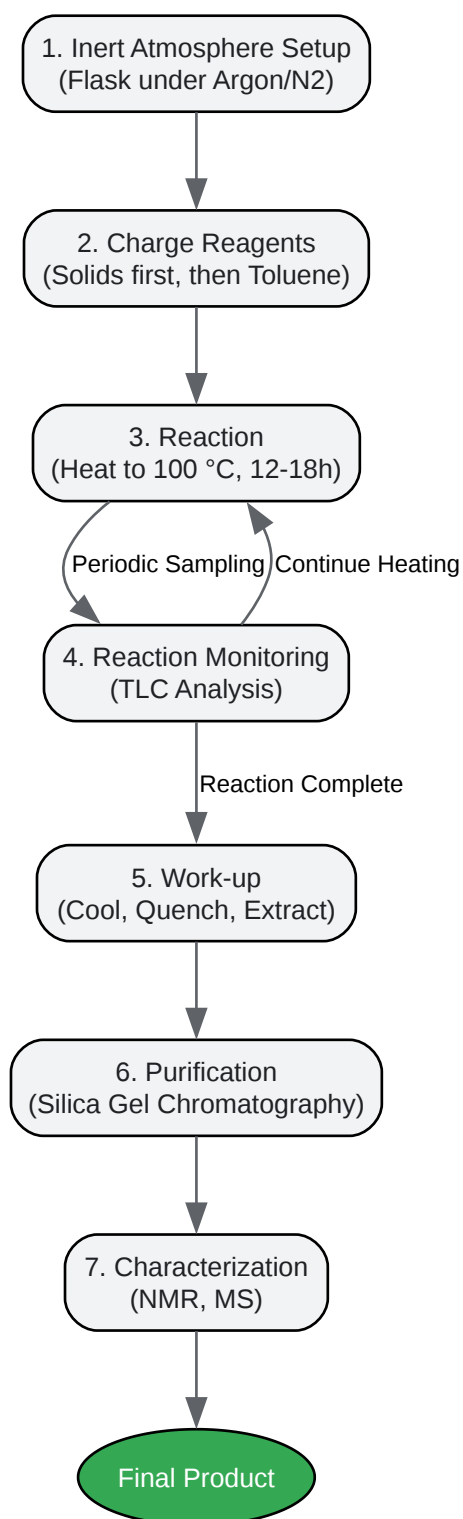 1. Inert Atmosphere Setup
(Flask under Argon/N2)
2. Charge Reagents
(Solids first, then Toluene)
3. Reaction
(Heat to 100 °C, 12-18h)
Periodic Sampling
Continue Heating
4. Reaction Monitoring
(TLC Analysis)
Reaction Complete
5. Work-up
(Cool, Quench, Extract)
6. Purification
(Silica Gel Chromatography)
7. Characterization
(NMR, MS)
Final Product